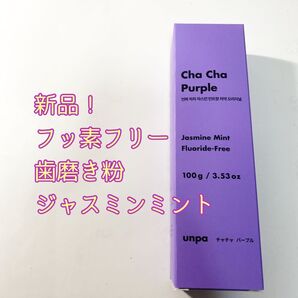 新品！
フッ素フリー
歯磨き粉
ジャスミンミント
Cha Cha
Purple
Jasmine Mint
Fluoride-Free
100g / 3.53 oz
unpa チャチャ パープル